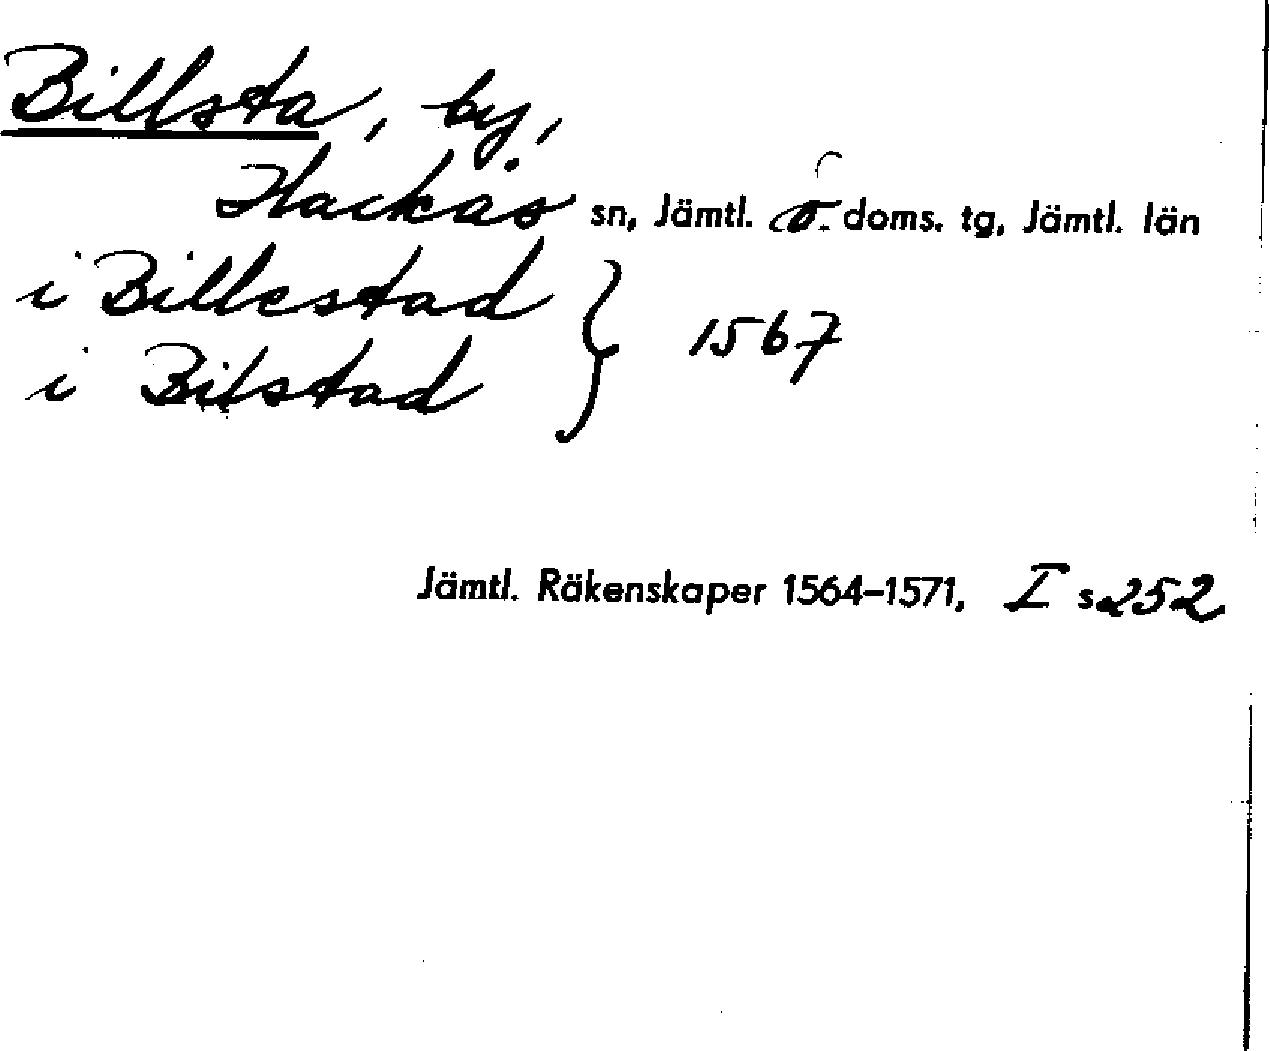 Billsta, by,
Hackås sn, Jämtl. ö. doms. tg, Jämtl. län
i Billestad } 1567
i Bilstad
Jämtl. Räkenskaper 1564–1571, I s 252